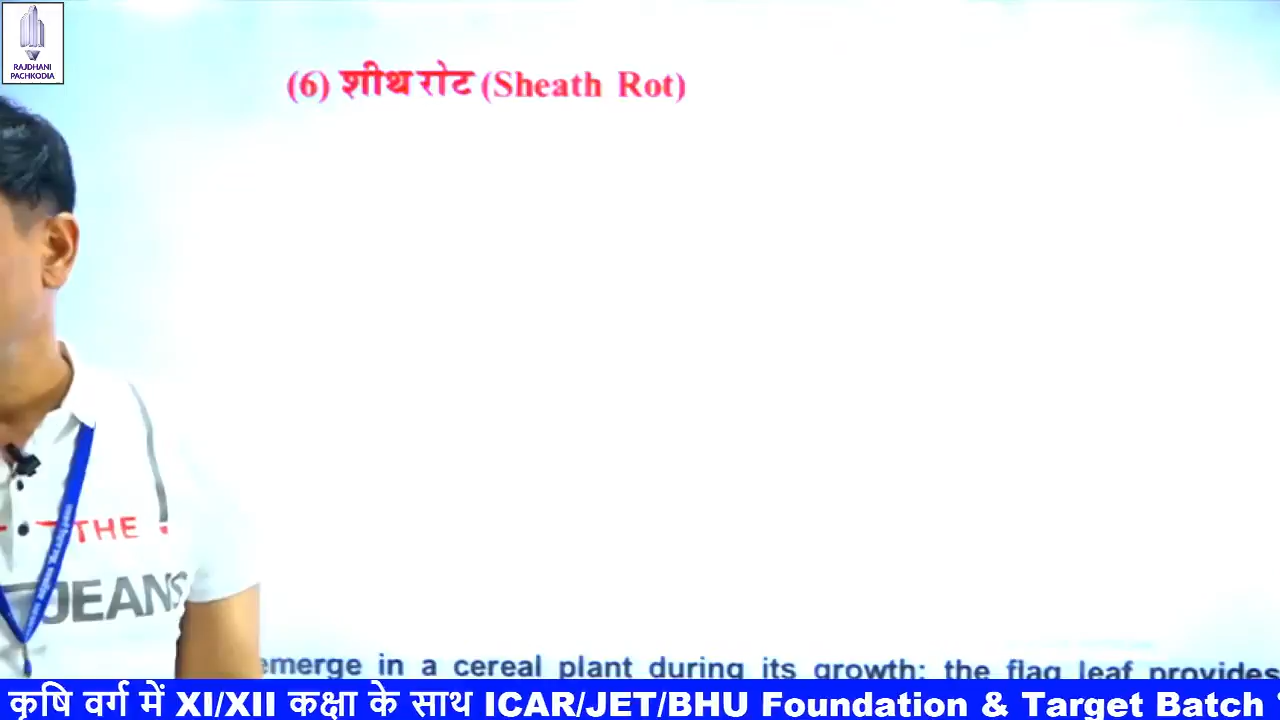 RAJDHANI
PACHKODIA
(6) शीथ रोट (Sheath Rot)
THE
JEANS
emerge in a cereal plant during its growth; the flag leaf provides
कृषि वर्ग में XI/XII कक्षा के साथ ICAR/JET/BHU Foundation & Target Batch